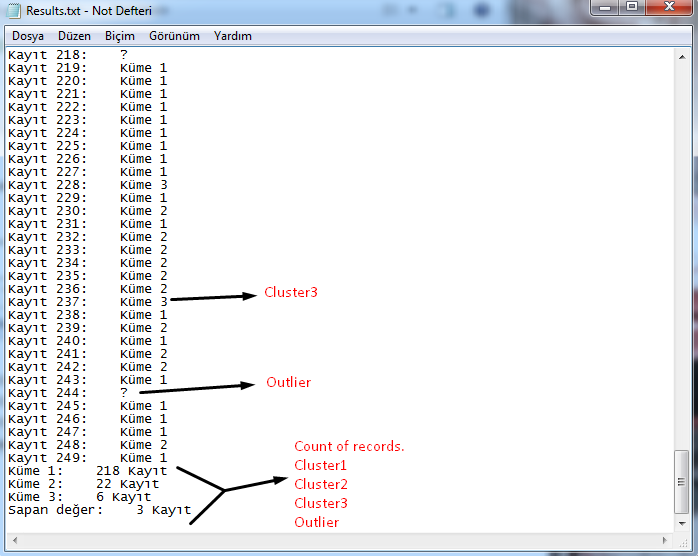 Results.txt - Not Defteri
Dosya Düzen Biçim Görünüm Yardım
Kayıt 218: ?
Kayıt 219: Küme 1
Kayıt 220: Küme 1
Kayıt 221: Küme 1
Kayıt 222: Küme 1
Kayıt 223: Küme 1
Kayıt 224: Küme 1
Kayıt 225: Küme 1
Kayıt 226: Küme 1
Kayıt 227: Küme 1
Kayıt 228: Küme 3
Kayıt 229: Küme 1
Kayıt 230: Küme 2
Kayıt 231: Küme 1
Kayıt 232: Küme 2
Kayıt 233: Küme 2
Kayıt 234: Küme 2
Kayıt 235: Küme 2
Kayıt 236: Küme 2
Kayıt 237: Küme 3
Cluster3
Kayıt 238: Küme 1
Kayıt 239: Küme 2
Kayıt 240: Küme 1
Kayıt 241: Küme 2
Kayıt 242: Küme 2
Kayıt 243: Küme 1
Kayıt 244: ?
Outlier
Kayıt 245: Küme 1
Kayıt 246: Küme 1
Kayıt 247: Küme 1
Kayıt 248: Küme 2
Kayıt 249: Küme 1
Küme 1: 218 Kayıt
Küme 2: 22 Kayıt
Küme 3: 6 Kayıt
Sapan değer: 3 Kayıt
Count of records.
Cluster1
Cluster2
Cluster3
Outlier